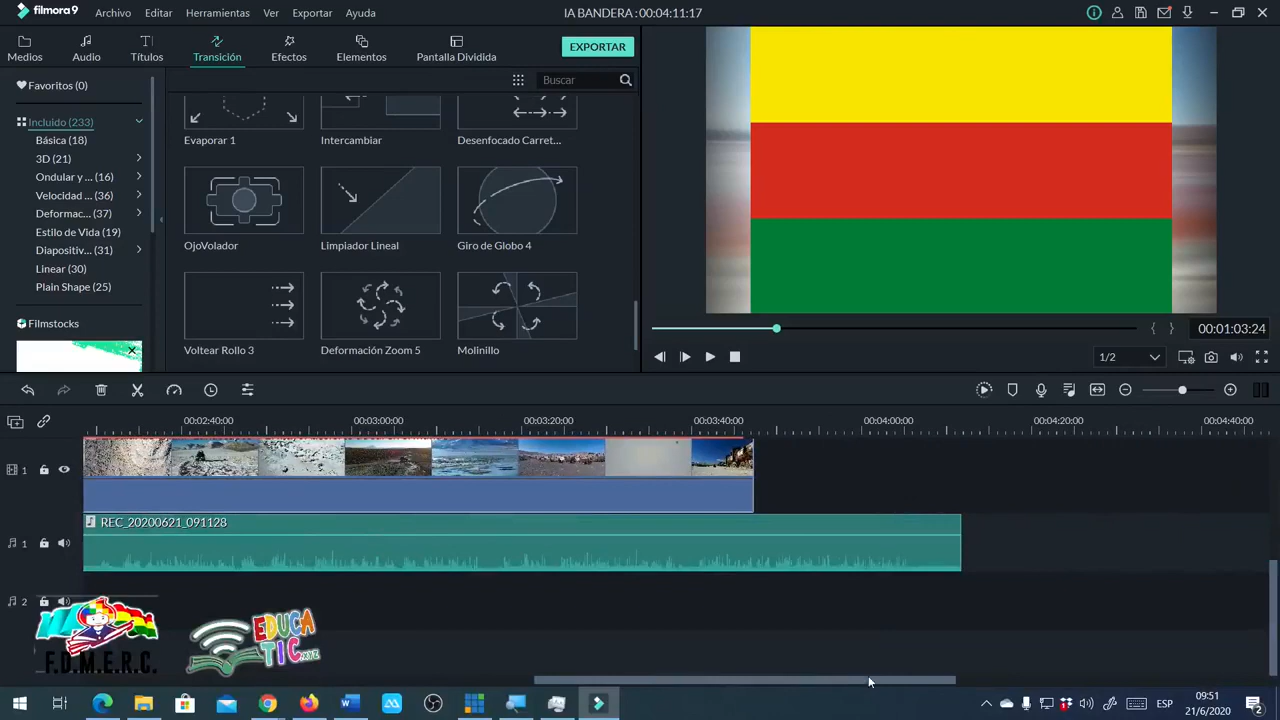 filmora9 Archivo Editar Herramientas Ver Exportar Ayuda IA BANDERA : 00:04:11:17
Medios Audio Títulos Transición Efectos Elementos Pantalla Dividida EXPORTAR
Favoritos (0) Buscar
Incluido (233)
Básica (18)
3D (21)
Ondular y ... (16)
Velocidad ... (36)
Deformac... (37)
Estilo de Vida (19)
Diapositiv... (31)
Linear (30)
Plain Shape (25)
Filmstocks
Evaporar 1 Intercambiar Desenfocado Carret...
OjoVolador Limpiador Lineal Giro de Globo 4
Voltear Rollo 3 Deformación Zoom 5 Molinillo
00:01:03:24
1/2
00:02:40:00 00:03:00:00 00:03:20:00 00:03:40:00 00:04:00:00 00:04:20:00 00:04:40:00
1
REC_20200621_091128
1
2
F.D.M.E.R.C.
EDUCA
TIC.XYZ
ESP
09:51
21/6/2020
2